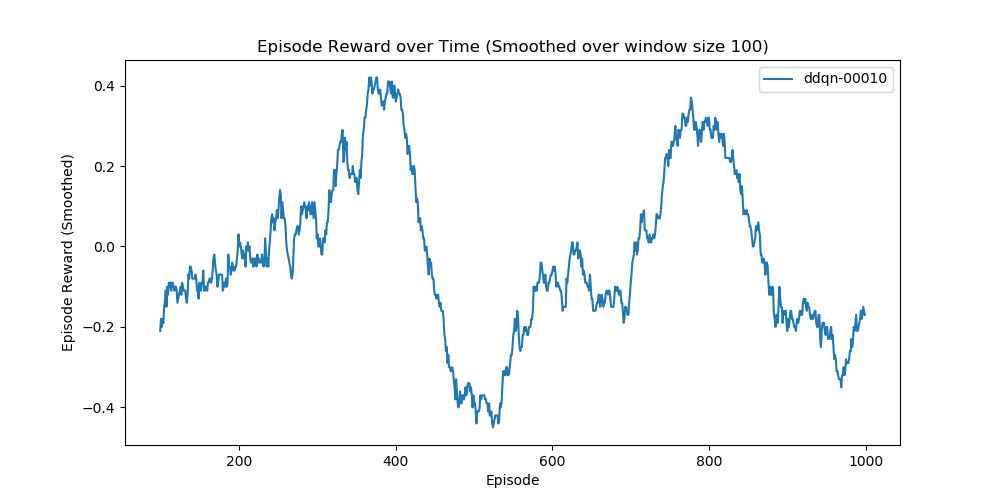 Episode Reward over Time (Smoothed over window size 100)
ddqn-00010
Episode Reward (Smoothed)
0.4
0.2
0.0
−0.2
−0.4
200 400 600 800 1000
Episode